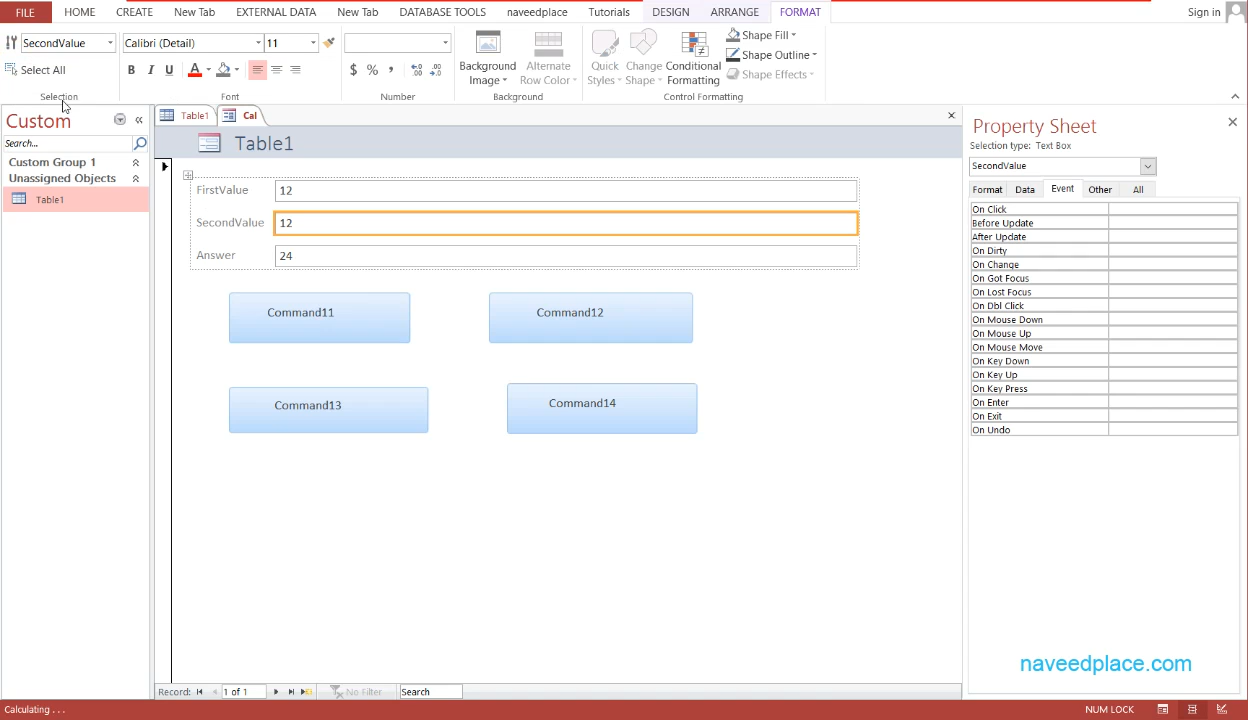 FILE HOME CREATE New Tab EXTERNAL DATA New Tab DATABASE TOOLS naveedplace Tutorials DESIGN ARRANGE FORMAT Sign in
SecondValue
Select All
Selection
Calibri (Detail) 11
B I U A
Font
$ % ,
Number
Background Image
Alternate Row Color
Background
Quick Styles
Change Shape
Conditional Formatting
Shape Fill
Shape Outline
Shape Effects
Control Formatting
Custom
Search...
Custom Group 1
Unassigned Objects
Table1
Table1 Cal
Table1
FirstValue 12
SecondValue 12
Answer 24
Command11 Command12
Command13 Command14
Property Sheet
Selection type: Text Box
SecondValue
Format Data Event Other All
On Click
Before Update
After Update
On Dirty
On Change
On Got Focus
On Lost Focus
On Dbl Click
On Mouse Down
On Mouse Up
On Mouse Move
On Key Down
On Key Up
On Key Press
On Enter
On Exit
On Undo
naveedplace.com
Record: 1 of 1 No Filter Search
Calculating . . . NUM LOCK